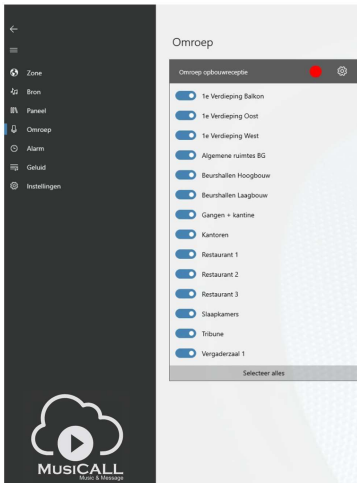 Omroep
Zone
Bron
Paneel
Omroep
Alarm
Geluid
Instellingen
Omroep opbouwreceptie
1e Verdieping Balkon
1e Verdieping Oost
1e Verdieping West
Algemene ruimtes BG
Beurshallen Hoogbouw
Beurshallen Laagbouw
Gangen + kantine
Kantoren
Restaurant 1
Restaurant 2
Restaurant 3
Slaapkamers
Tribune
Vergaderzaal 1
Selecteer alles
MUSICALL
Music & Message